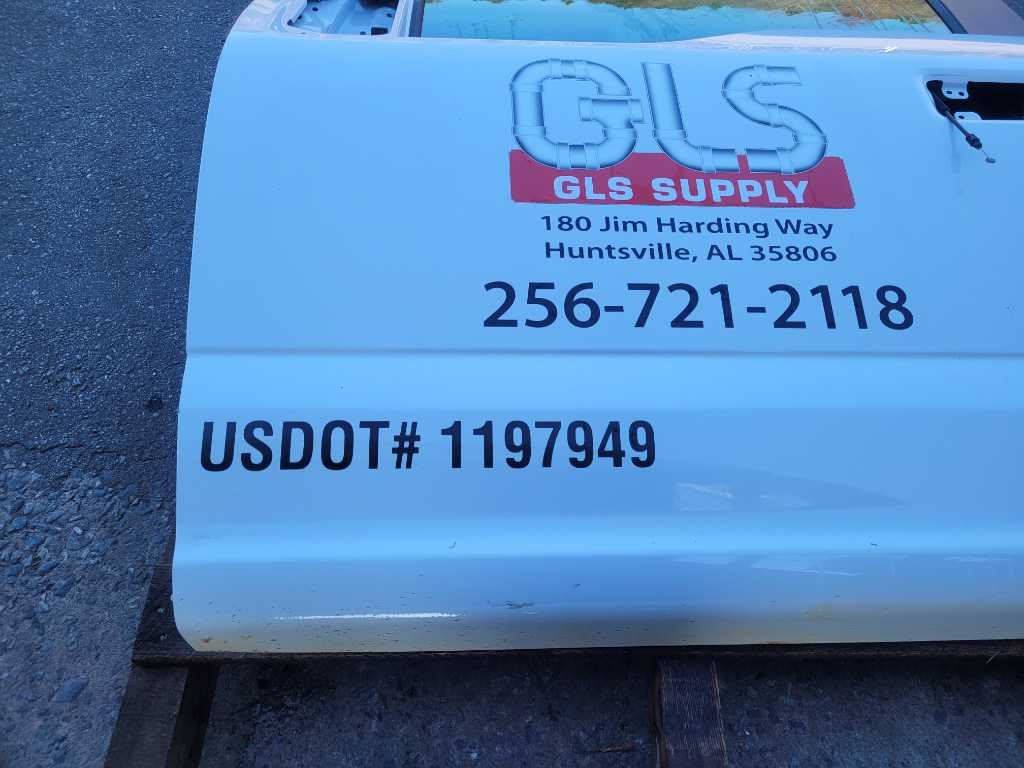 GLS
GLS SUPPLY
180 Jim Harding Way
Huntsville, AL 35806
256-721-2118
USDOT# 1197949